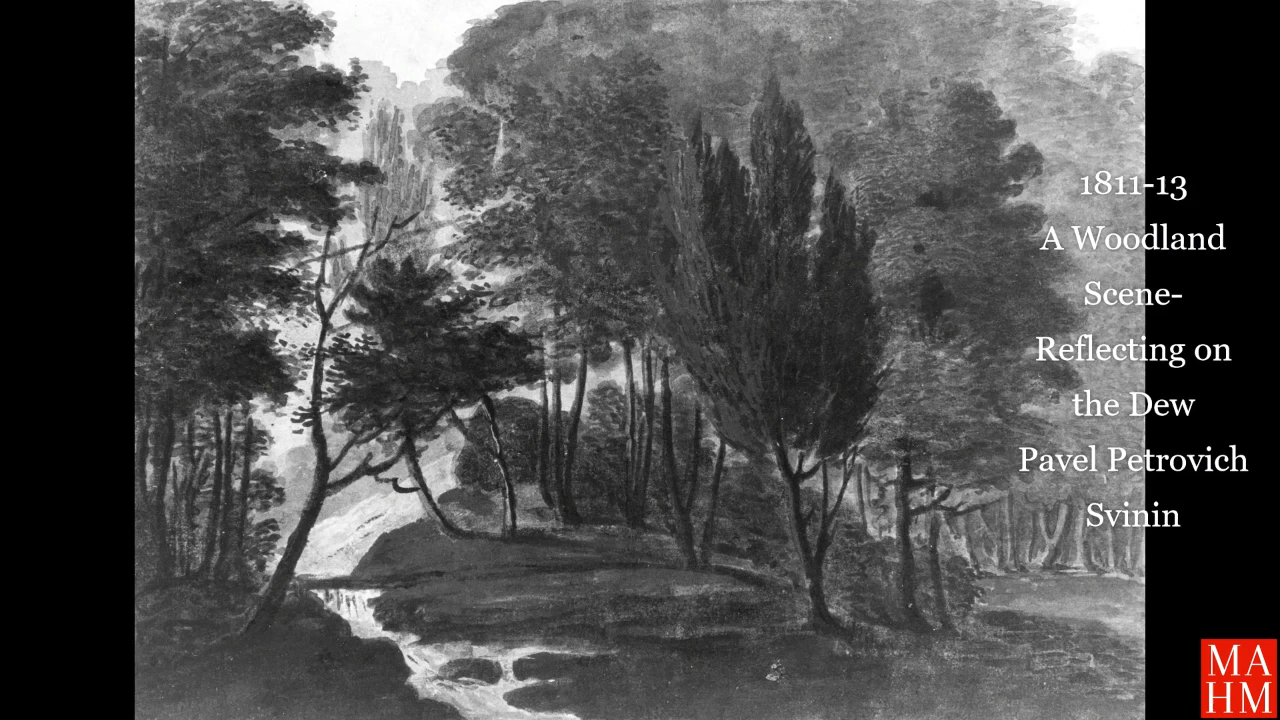 1811-13
A Woodland
Scene-
Reflecting on
the Dew
Pavel Petrovich
Svinin
MA
HM